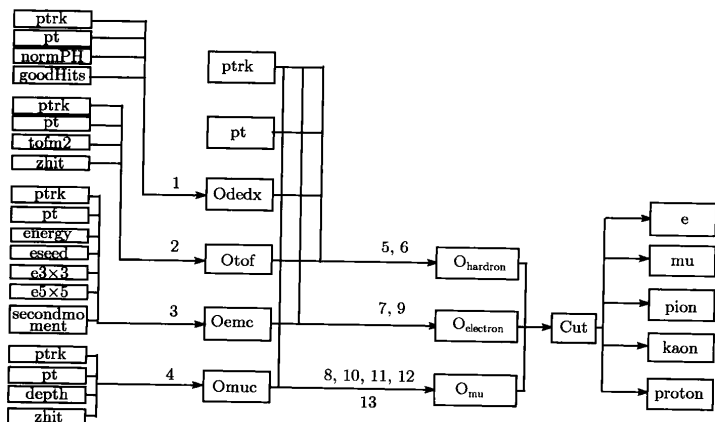 ptrk
pt
normPH
goodHits
ptrk
pt
tofm2
zhit
ptrk
pt
energy
eseed
e3×3
e5×5
secondmo
ment
ptrk
pt
depth
zhit
1
2
3
4
ptrk
pt
Odedx
Otof
Oemc
Omuc
5, 6
7, 9
8, 10, 11, 12
13
Ohardron
Oelectron
Omu
Cut
e
mu
pion
kaon
proton